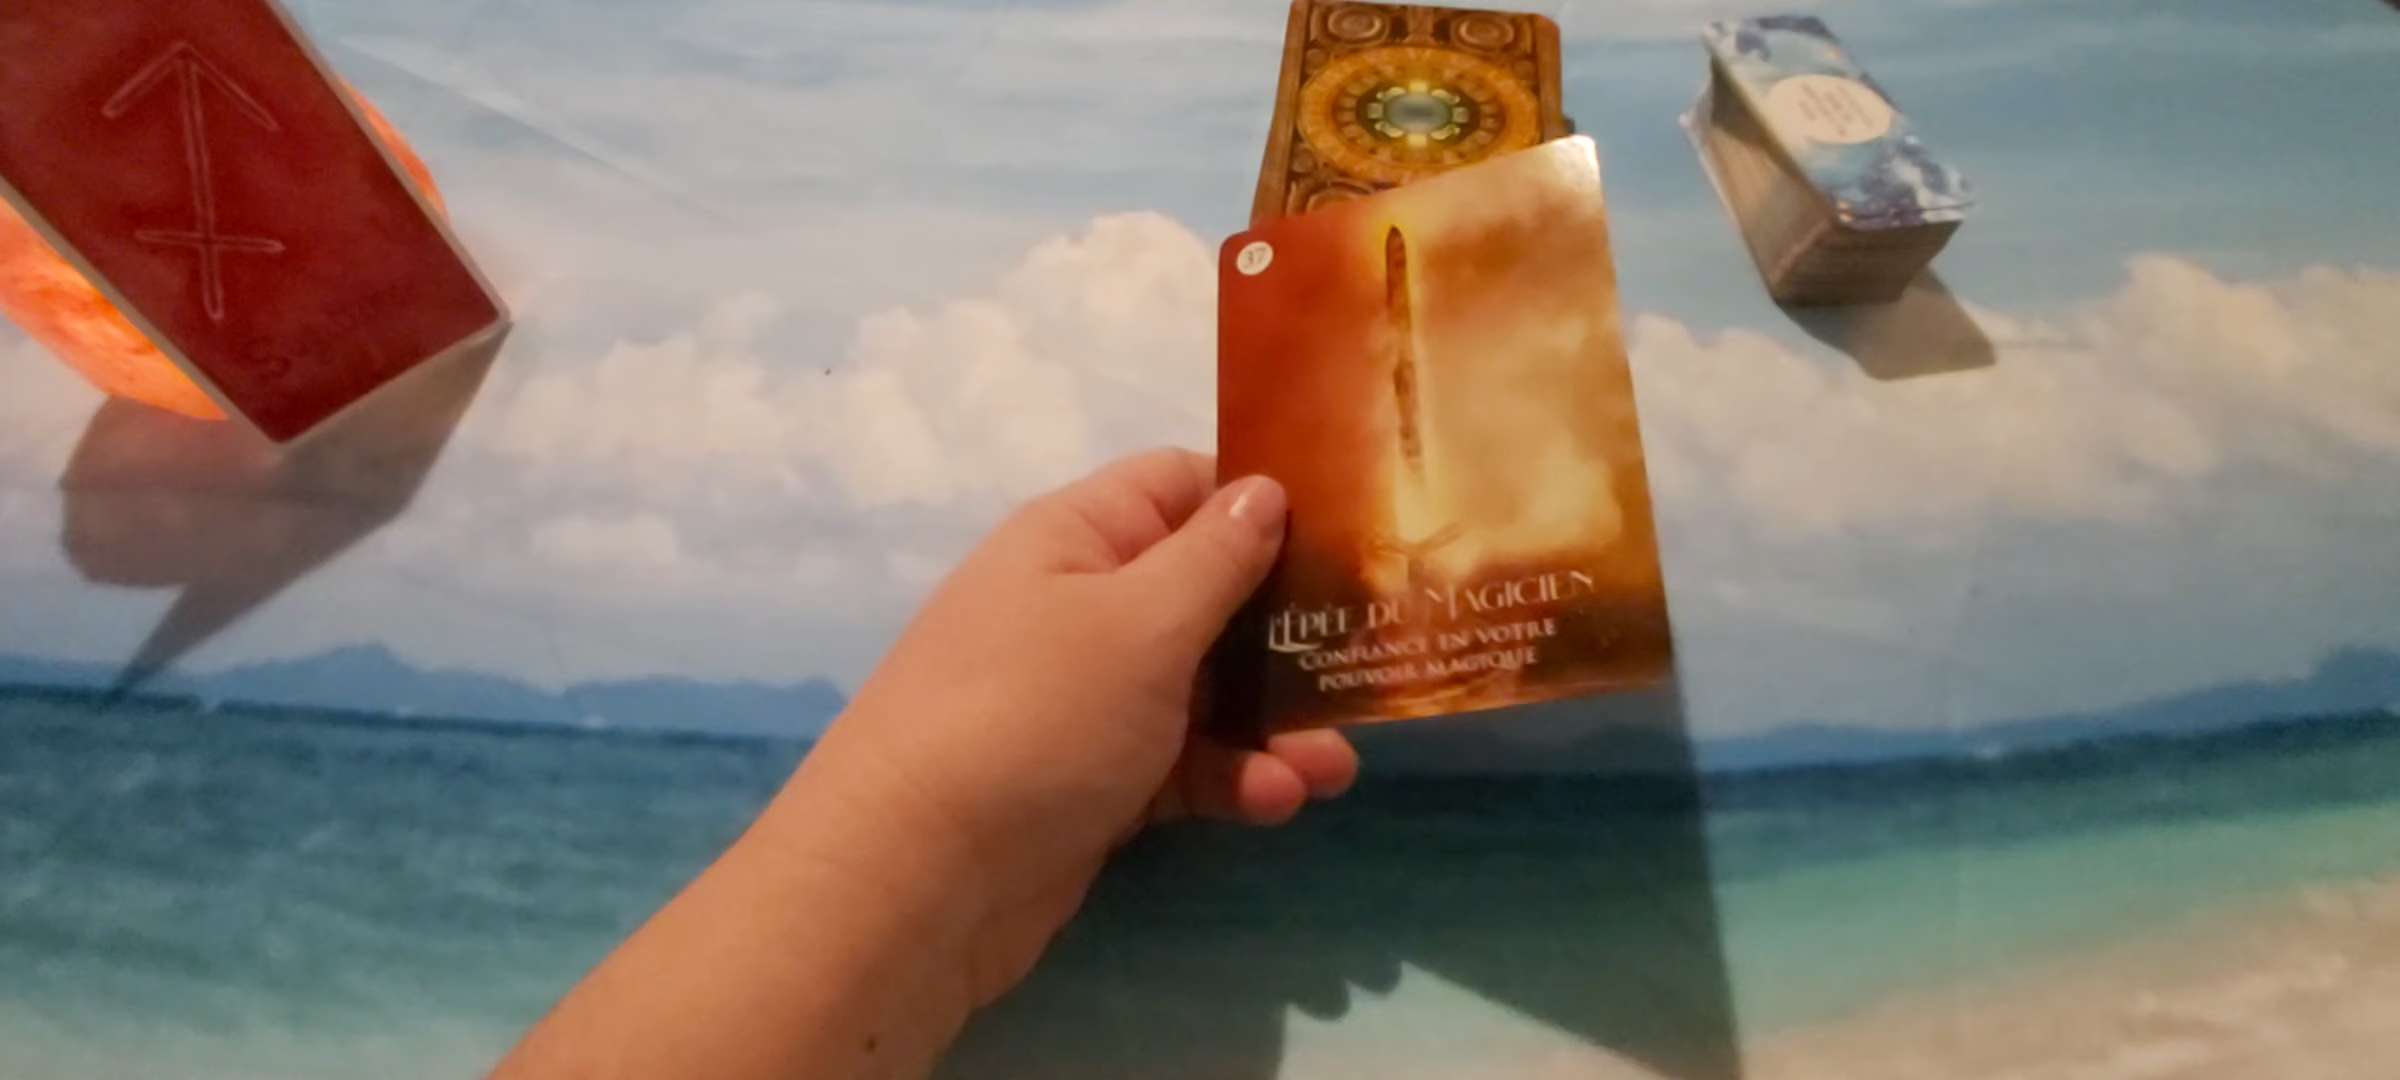 37
L'ÉPÉE DU MAGICIEN
CONFIANCE EN VOTRE
POUVOIR MAGIQUE